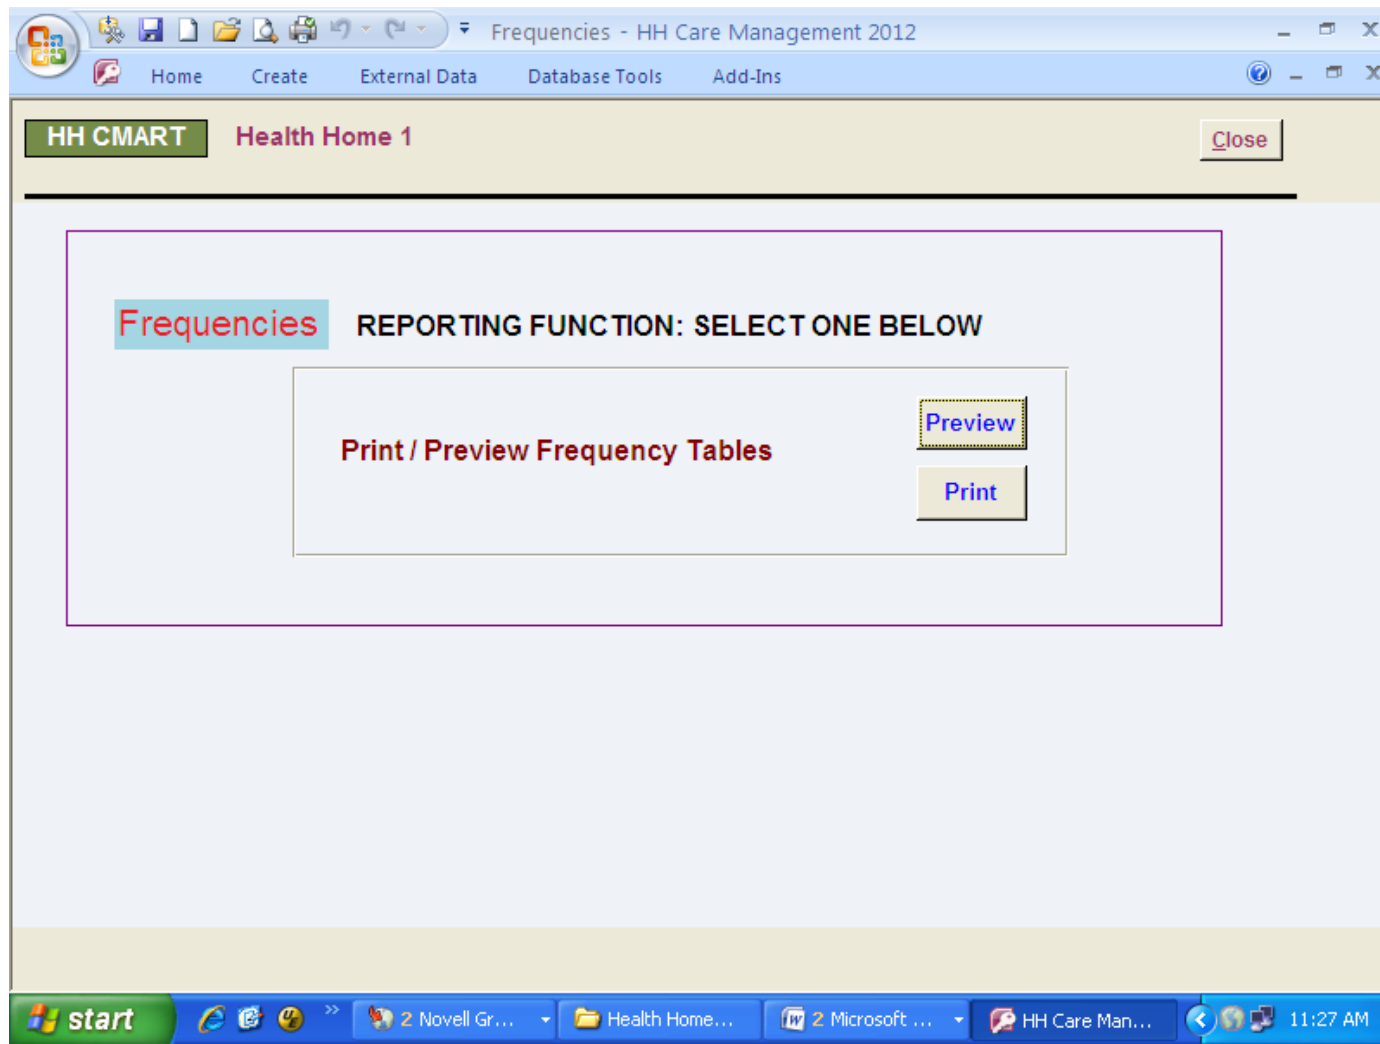 Frequencies - HH Care Management 2012
Home Create External Data Database Tools Add-Ins
HH CMART Health Home 1 Close
Frequencies REPORTING FUNCTION: SELECT ONE BELOW
Preview
Print / Preview Frequency Tables
Print
start 2 Novell Gr... Health Home... 2 Microsoft ... HH Care Man... 11:27 AM